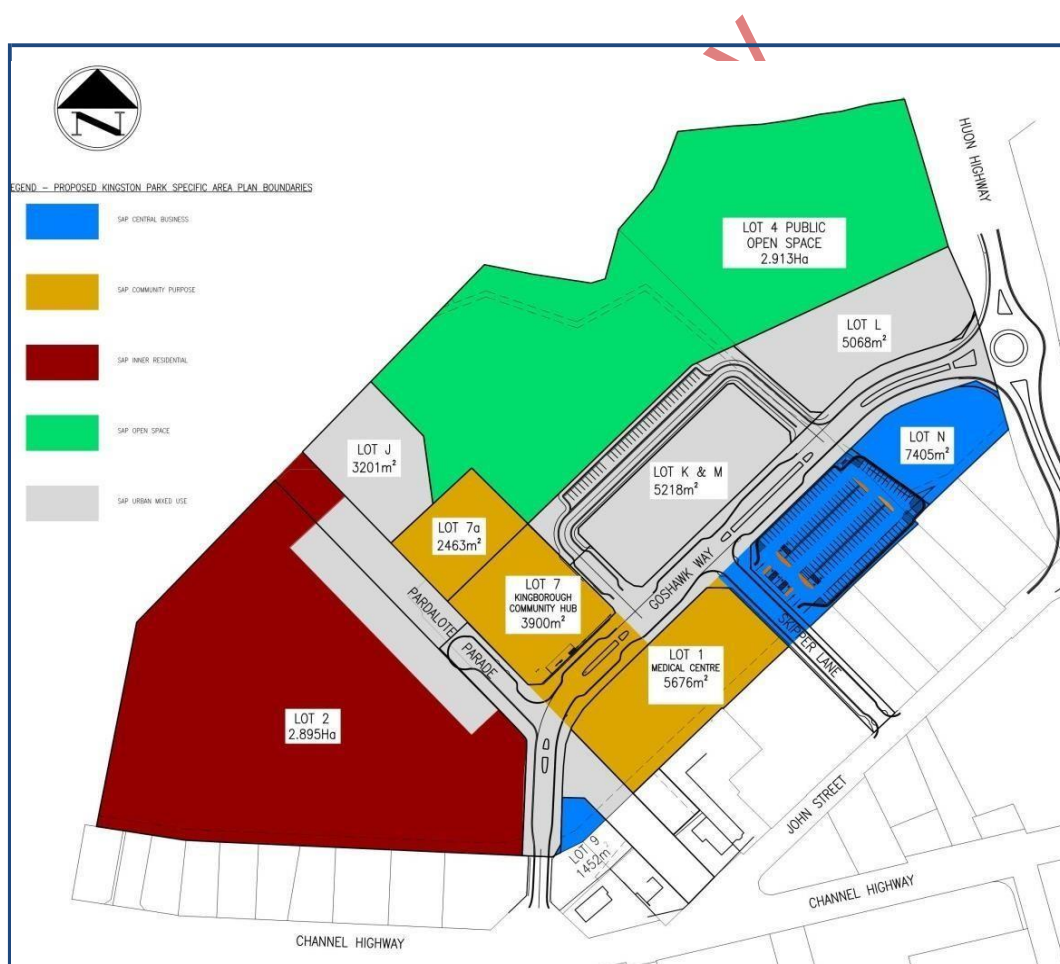 N
EGEND – PROPOSED KINGSTON PARK SPECIFIC AREA PLAN BOUNDARIES
SAP CENTRAL BUSINESS
SAP COMMUNITY PURPOSE
SAP INNER RESIDENTIAL
SAP OPEN SPACE
SAP URBAN MIXED USE
HUON HIGHWAY
LOT 4 PUBLIC
OPEN SPACE
2.913Ha
LOT L
5068m²
LOT J
3201m²
LOT N
7405m²
LOT K & M
5218m²
LOT 7a
2463m²
GOSHAWK WAY
LOT 7
KINGBOROUGH
COMMUNITY HUB
3900m²
PARDALOTE
PARADE
SKIPPER LANE
LOT 1
MEDICAL CENTRE
5676m²
LOT 2
2.895Ha
JOHN STREET
LOT 9
1452m²
CHANNEL HIGHWAY
CHANNEL HIGHWAY